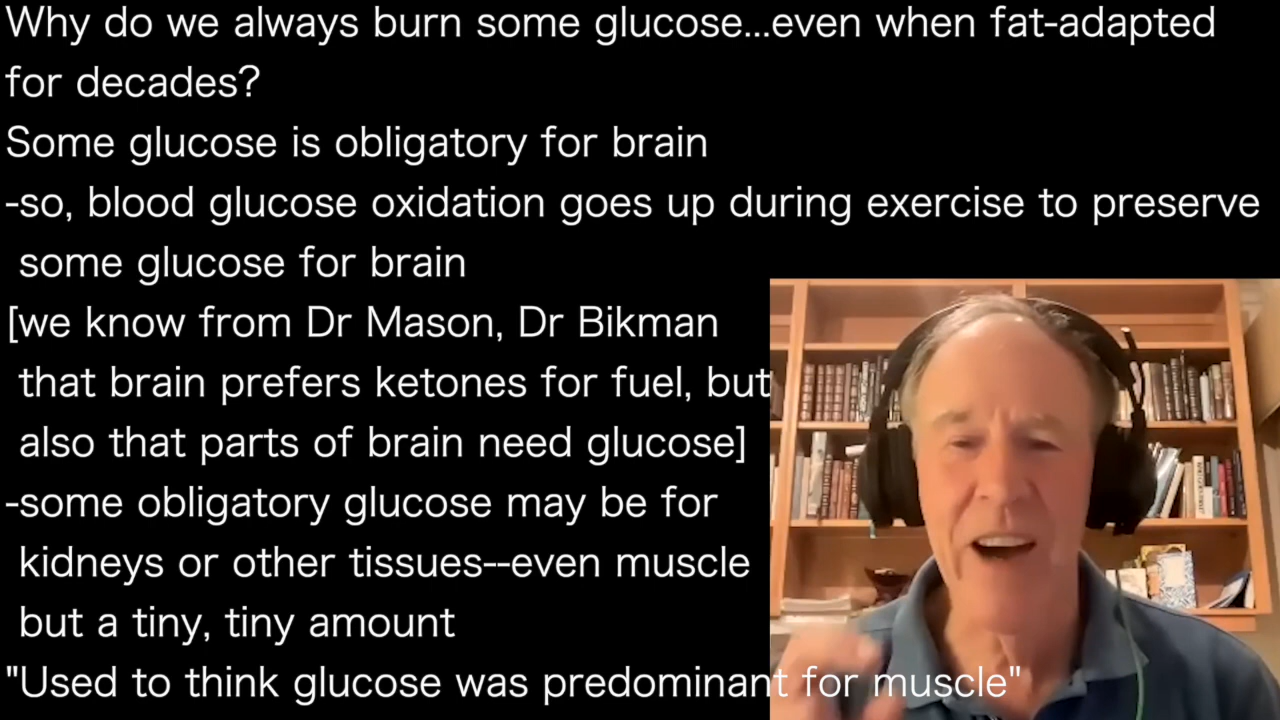 Why do we always burn some glucose...even when fat-adapted
for decades?
Some glucose is obligatory for brain
-so, blood glucose oxidation goes up during exercise to preserve
some glucose for brain
[we know from Dr Mason, Dr Bikman
that brain prefers ketones for fuel, but
also that parts of brain need glucose]
-some obligatory glucose may be for
kidneys or other tissues--even muscle
but a tiny, tiny amount
"Used to think glucose was predominant for muscle"